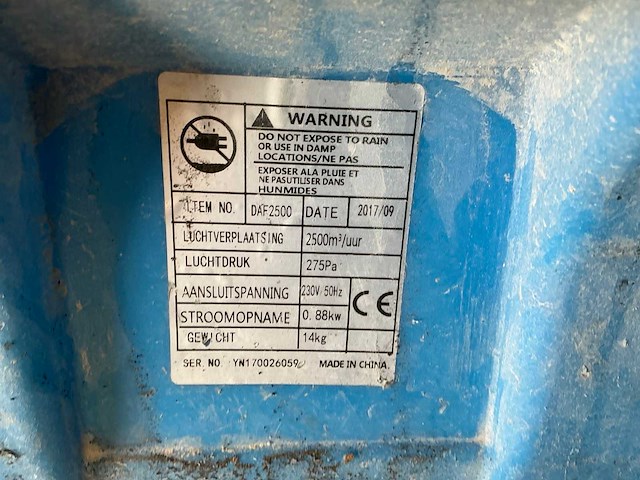 WARNING
DO NOT EXPOSE TO RAIN
OR USE IN DAMP
LOCATIONS/NE PAS
EXPOSER ALA PLUIE ET
NE PASUTILISER DANS
HUNMIDES
ITEM NO. DAF2500 DATE 2017/09
LUCHTVERPLAATSING 2500m³/uur
LUCHTDRUK 275Pa
AANSLUITSPANNING 230V 50Hz
CE
STROOMOPNAME 0.88kw
GEWICHT 14kg
SER. NO. YN170026059 MADE IN CHINA